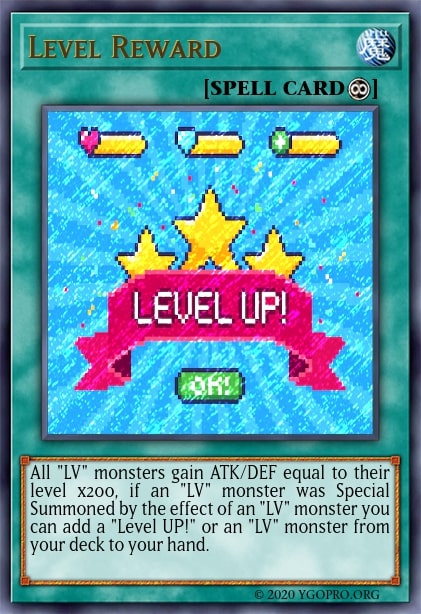 LEVEL REWARD
魔
[SPELL CARD]
LEVEL UP!
OK!
All "LV" monsters gain ATK/DEF equal to their
level x200, if an "LV" monster was Special
Summoned by the effect of an "LV" monster you
can add a "Level UP!" or an "LV" monster from
your deck to your hand.
© 2020 YGOPRO.ORG